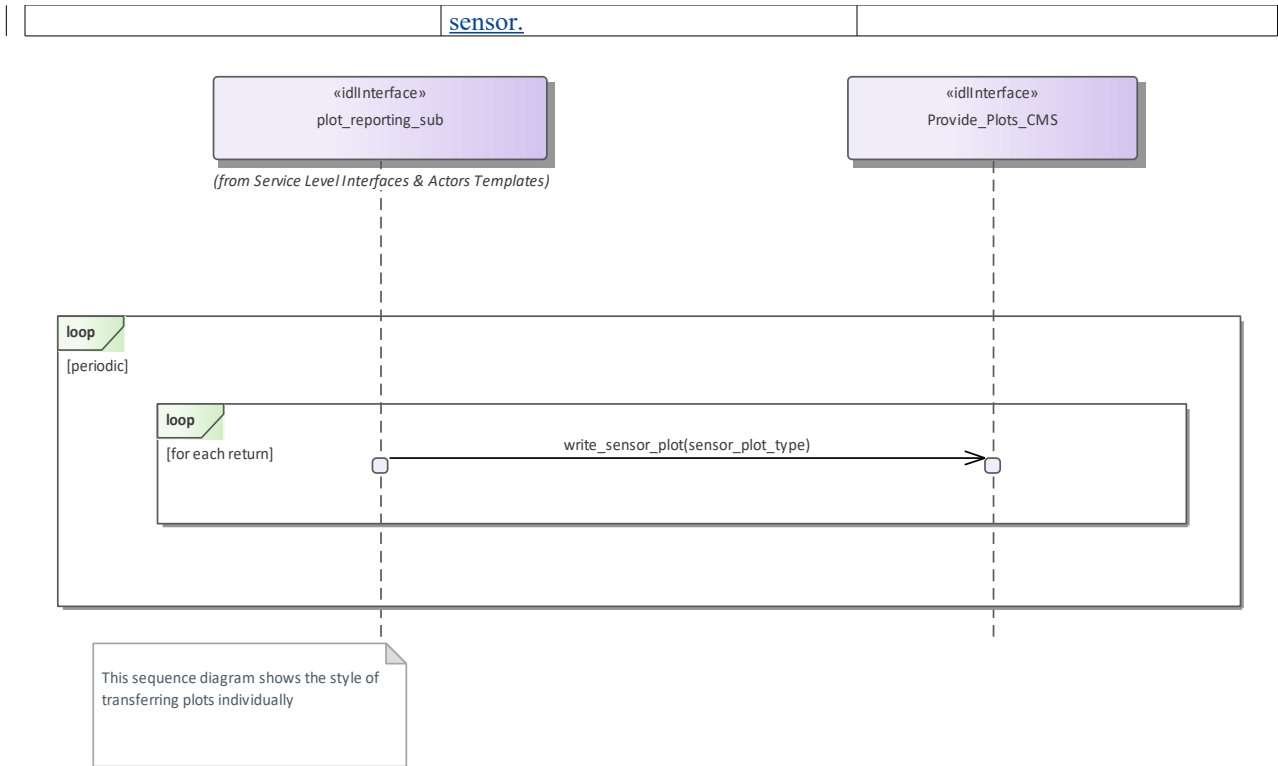 sensor.
«idlInterface»
plot_reporting_sub
(from Service Level Interfaces & Actors Templates)
«idlInterface»
Provide_Plots_CMS
loop
[periodic]
loop
[for each return]
write_sensor_plot(sensor_plot_type)
This sequence diagram shows the style of
transferring plots individually